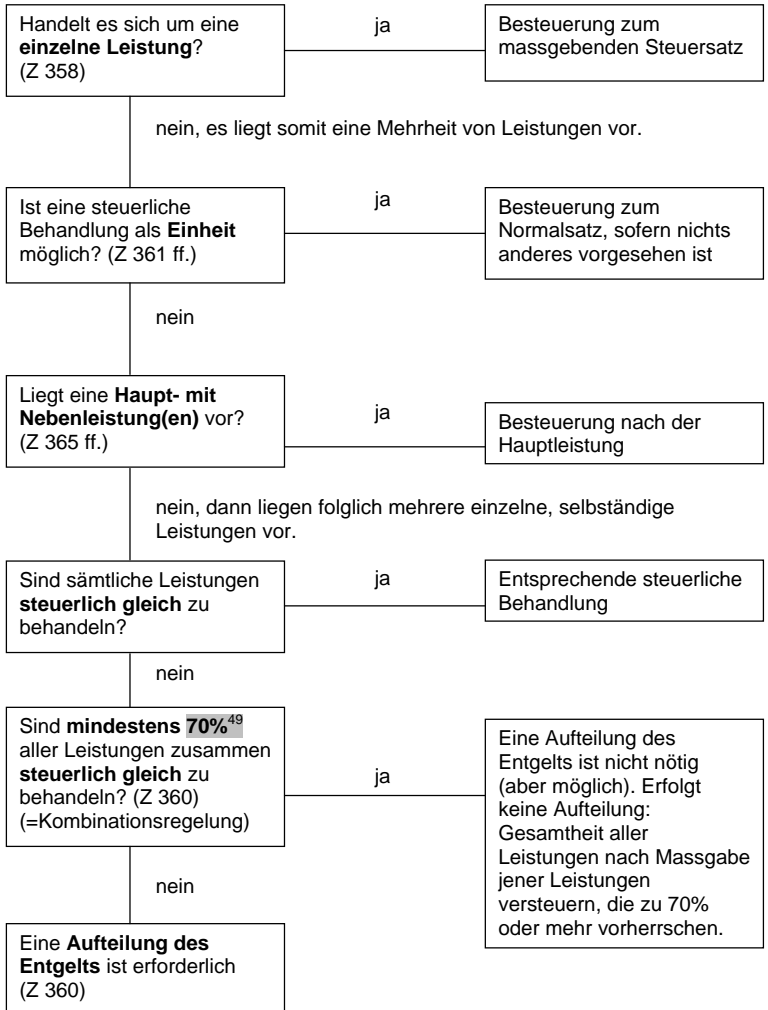 Handelt es sich um eine
einzelne Leistung?
(Z 358)
ja
Besteuerung zum
massgebenden Steuersatz
nein, es liegt somit eine Mehrheit von Leistungen vor.
Ist eine steuerliche
Behandlung als Einheit
möglich? (Z 361 ff.)
ja
Besteuerung zum
Normalsatz, sofern nichts
anderes vorgesehen ist
nein
Liegt eine Haupt- mit
Nebenleistung(en) vor?
(Z 365 ff.)
ja
Besteuerung nach der
Hauptleistung
nein, dann liegen folglich mehrere einzelne, selbständige
Leistungen vor.
Sind sämtliche Leistungen
steuerlich gleich zu
behandeln?
ja
Entsprechende steuerliche
Behandlung
nein
Sind mindestens 70%49
aller Leistungen zusammen
steuerlich gleich zu
behandeln? (Z 360)
(=Kombinationsregelung)
ja
Eine Aufteilung des
Entgelts ist nicht nötig
(aber möglich). Erfolgt
keine Aufteilung:
Gesamtheit aller
Leistungen nach Massgabe
jener Leistungen
versteuern, die zu 70%
oder mehr vorherrschen.
nein
Eine Aufteilung des
Entgelts ist erforderlich
(Z 360)